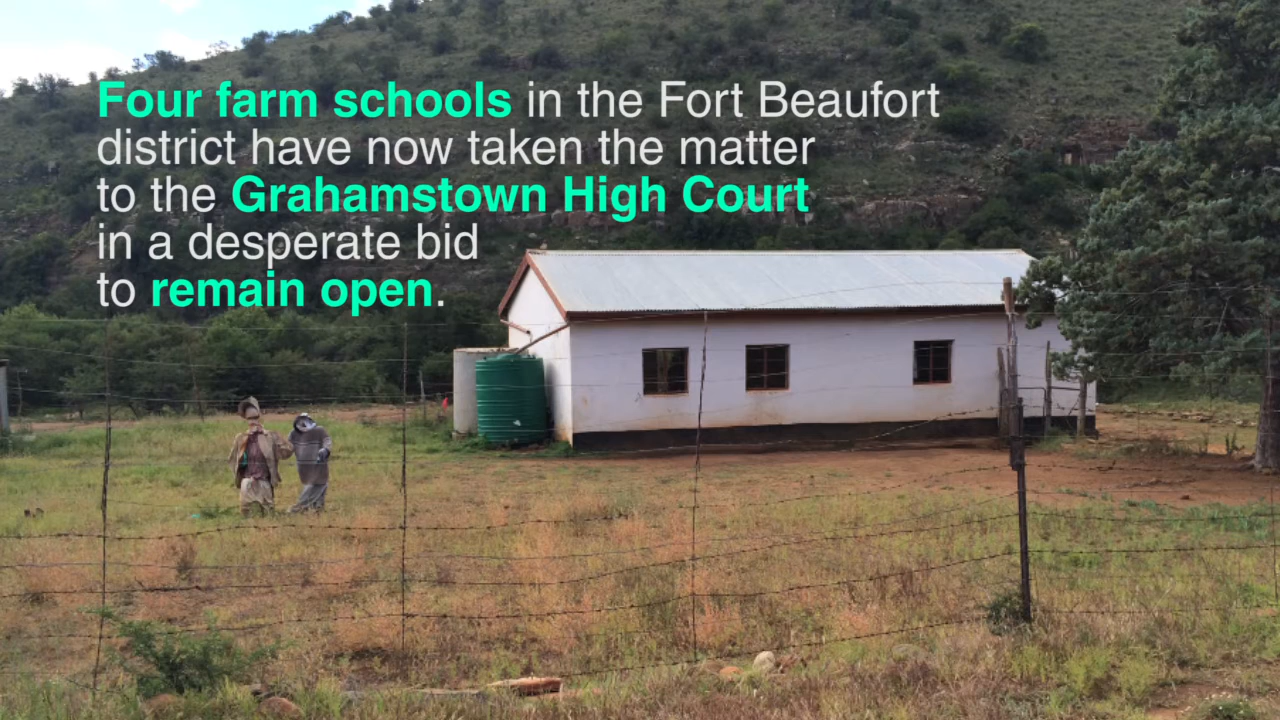 Four farm schools in the Fort Beaufort
district have now taken the matter
to the Grahamstown High Court
in a desperate bid
to remain open.